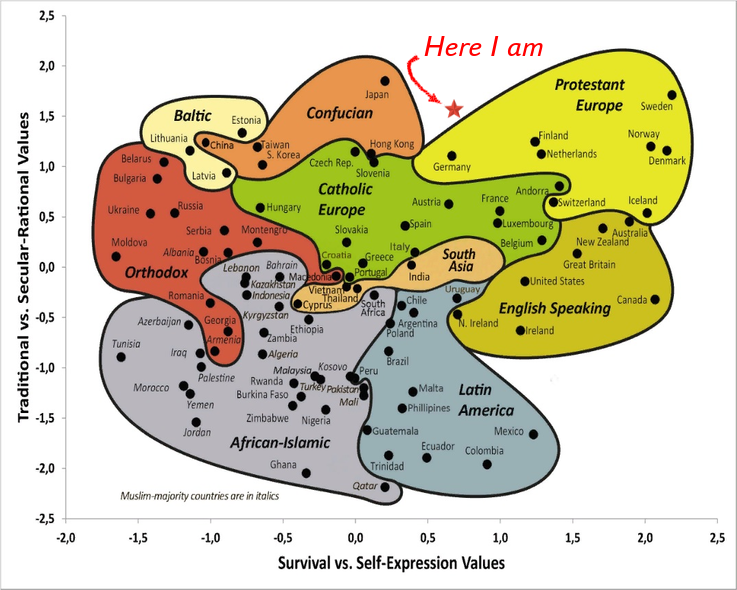 2,5
2,0
1,5
1,0
0,5
0,0
-0,5
-1,0
-1,5
-2,0
-2,5
Traditional vs. Secular-Rational Values
Here I am
Japan
Confucian
Protestant
Europe
Sweden
Baltic
Estonia
Lithuania
China
Taiwan
S. Korea
Hong Kong
Czech Rep.
Slovenia
Germany
Finland
Netherlands
Norway
Denmark
Belarus
Bulgaria
Latvia
Catholic
Europe
Andorra
Switzerland
Iceland
Ukraine
Russia
Hungary
Austria
France
Spain
Luxembourg
Belgium
Australia
New Zealand
Great Britain
Serbia
Montengro
Slovakia
Moldova
Albania
Bosnia
Croatia
Greece
Italy
Portugal
Macedonia
South
Asia
India
Orthodox
Lebanon
Bahrain
Kazakhstan
Indonesia
Kyrgyzstan
Vietnam
Thailand
Cyprus
South
Africa
Chile
Argentina
Poland
Uruguay
N. Ireland
United States
English Speaking
Canada
Ireland
Romania
Georgia
Armenia
Azerbaijan
Tunisia
Iraq
Palestine
Morocco
Yemen
Jordan
Ethiopia
Zambia
Algeria
Malaysia
Kosovo
Peru
Rwanda
Turkey
Pakistan
Burkina Faso
Mali
Zimbabwe
Nigeria
African-Islamic
Ghana
Qatar
Brazil
Malta
Phillipines
Latin
America
Guatemala
Trinidad
Ecuador
Colombia
Mexico
Muslim-majority countries are in italics
-2,0 -1,5 -1,0 -0,5 0,0 0,5 1,0 1,5 2,0 2,5
Survival vs. Self-Expression Values